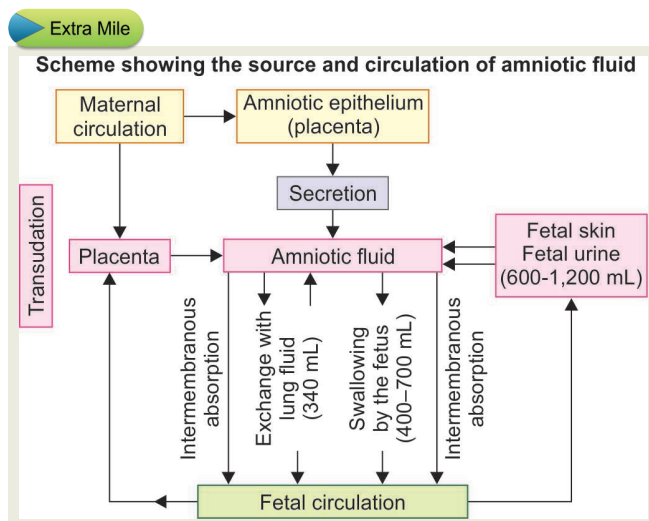 Extra Mile
Scheme showing the source and circulation of amniotic fluid
Maternal
circulation
Amniotic epithelium
(placenta)
Secretion
Transudation
Placenta
Amniotic fluid
Fetal skin
Fetal urine
(600-1,200 mL)
Intermembranous
absorption
Exchange with
lung fluid
(340 mL)
Swallowing
by the fetus
(400–700 mL)
Intermembranous
absorption
Fetal circulation